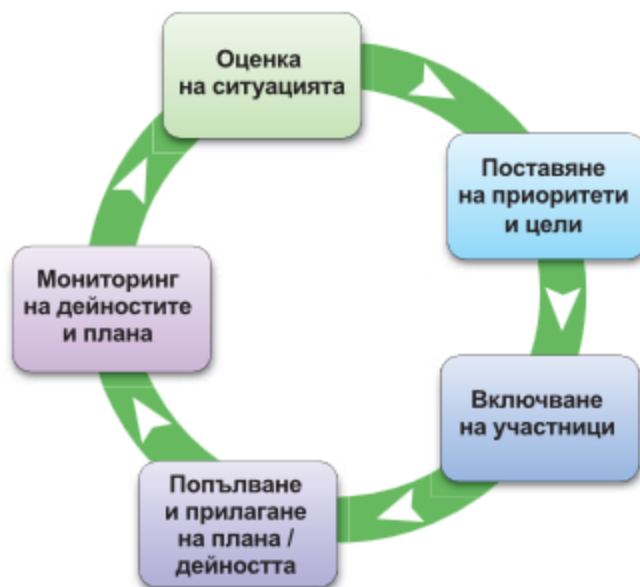 Оценка
на ситуацията
Поставяне
на приоритети
и цели
Включване
на участници
Попълване
и прилагане
на плана /
дейността
Мониторинг
на дейностите
и плана